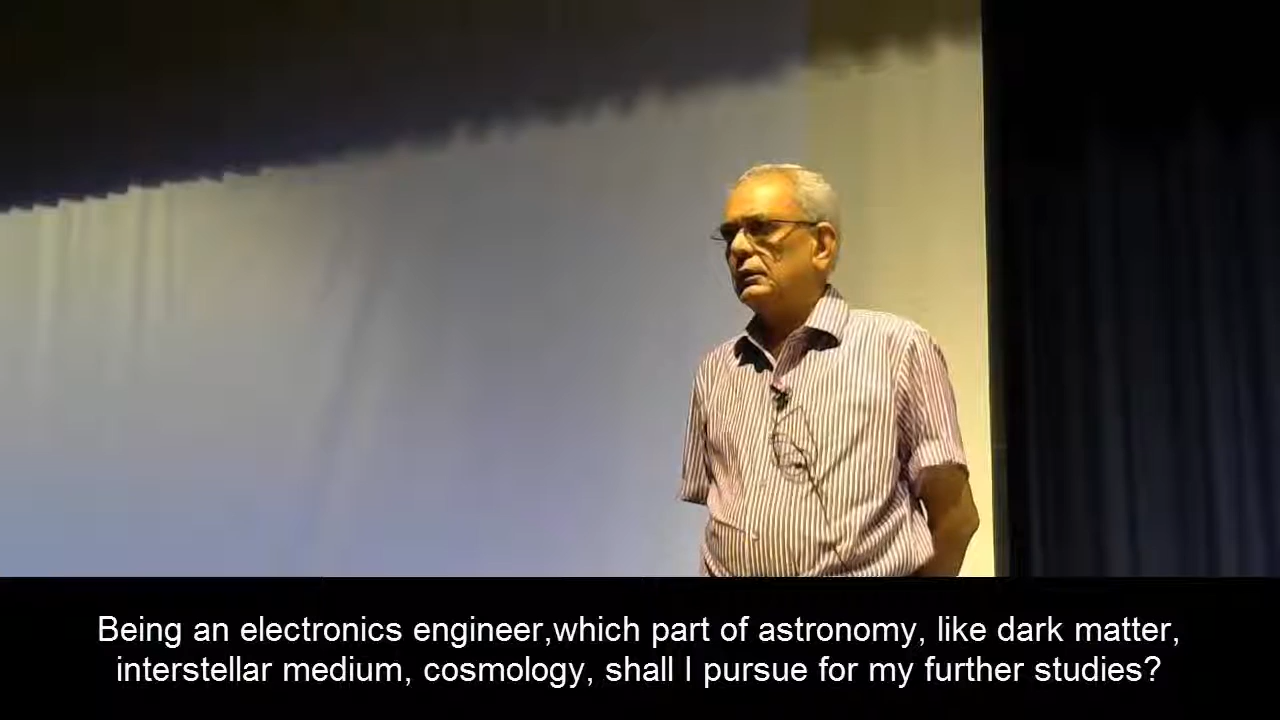 Being an electronics engineer,which part of astronomy, like dark matter,
interstellar medium, cosmology, shall I pursue for my further studies?